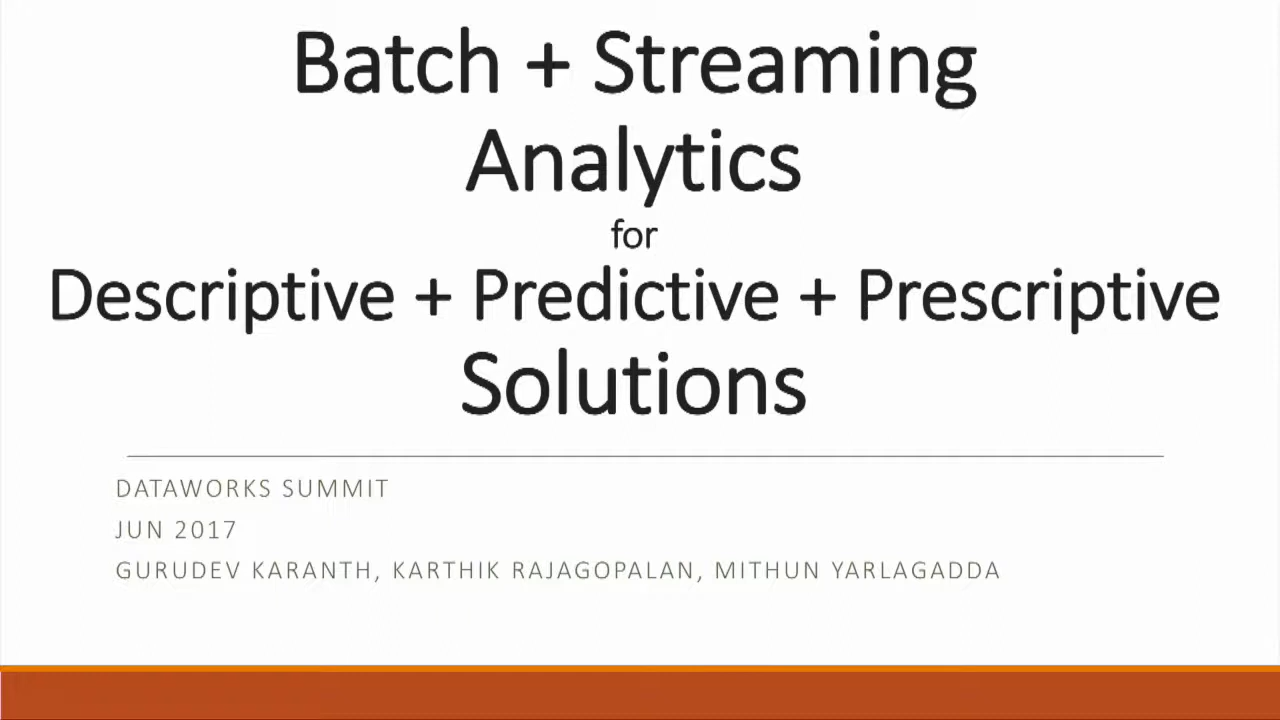 Batch + Streaming
Analytics
for
Descriptive + Predictive + Prescriptive
Solutions
DATAWORKS SUMMIT
JUN 2017
GURUDEV KARANTH, KARTHIK RAJAGOPALAN, MITHUN YARLAGADDA